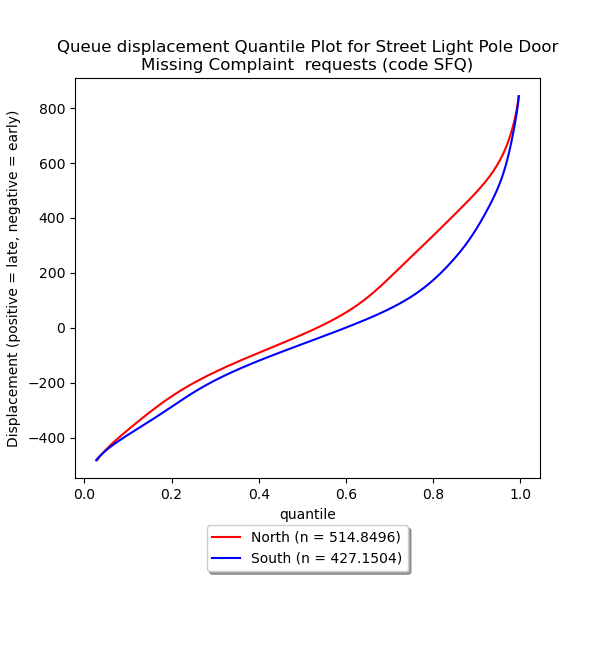 Queue displacement Quantile Plot for Street Light Pole Door
Missing Complaint  requests (code SFQ)
Displacement (positive = late, negative = early)
800
600
400
200
0
−200
−400
0.0 0.2 0.4 0.6 0.8 1.0
quantile
North (n = 514.8496)
South (n = 427.1504)